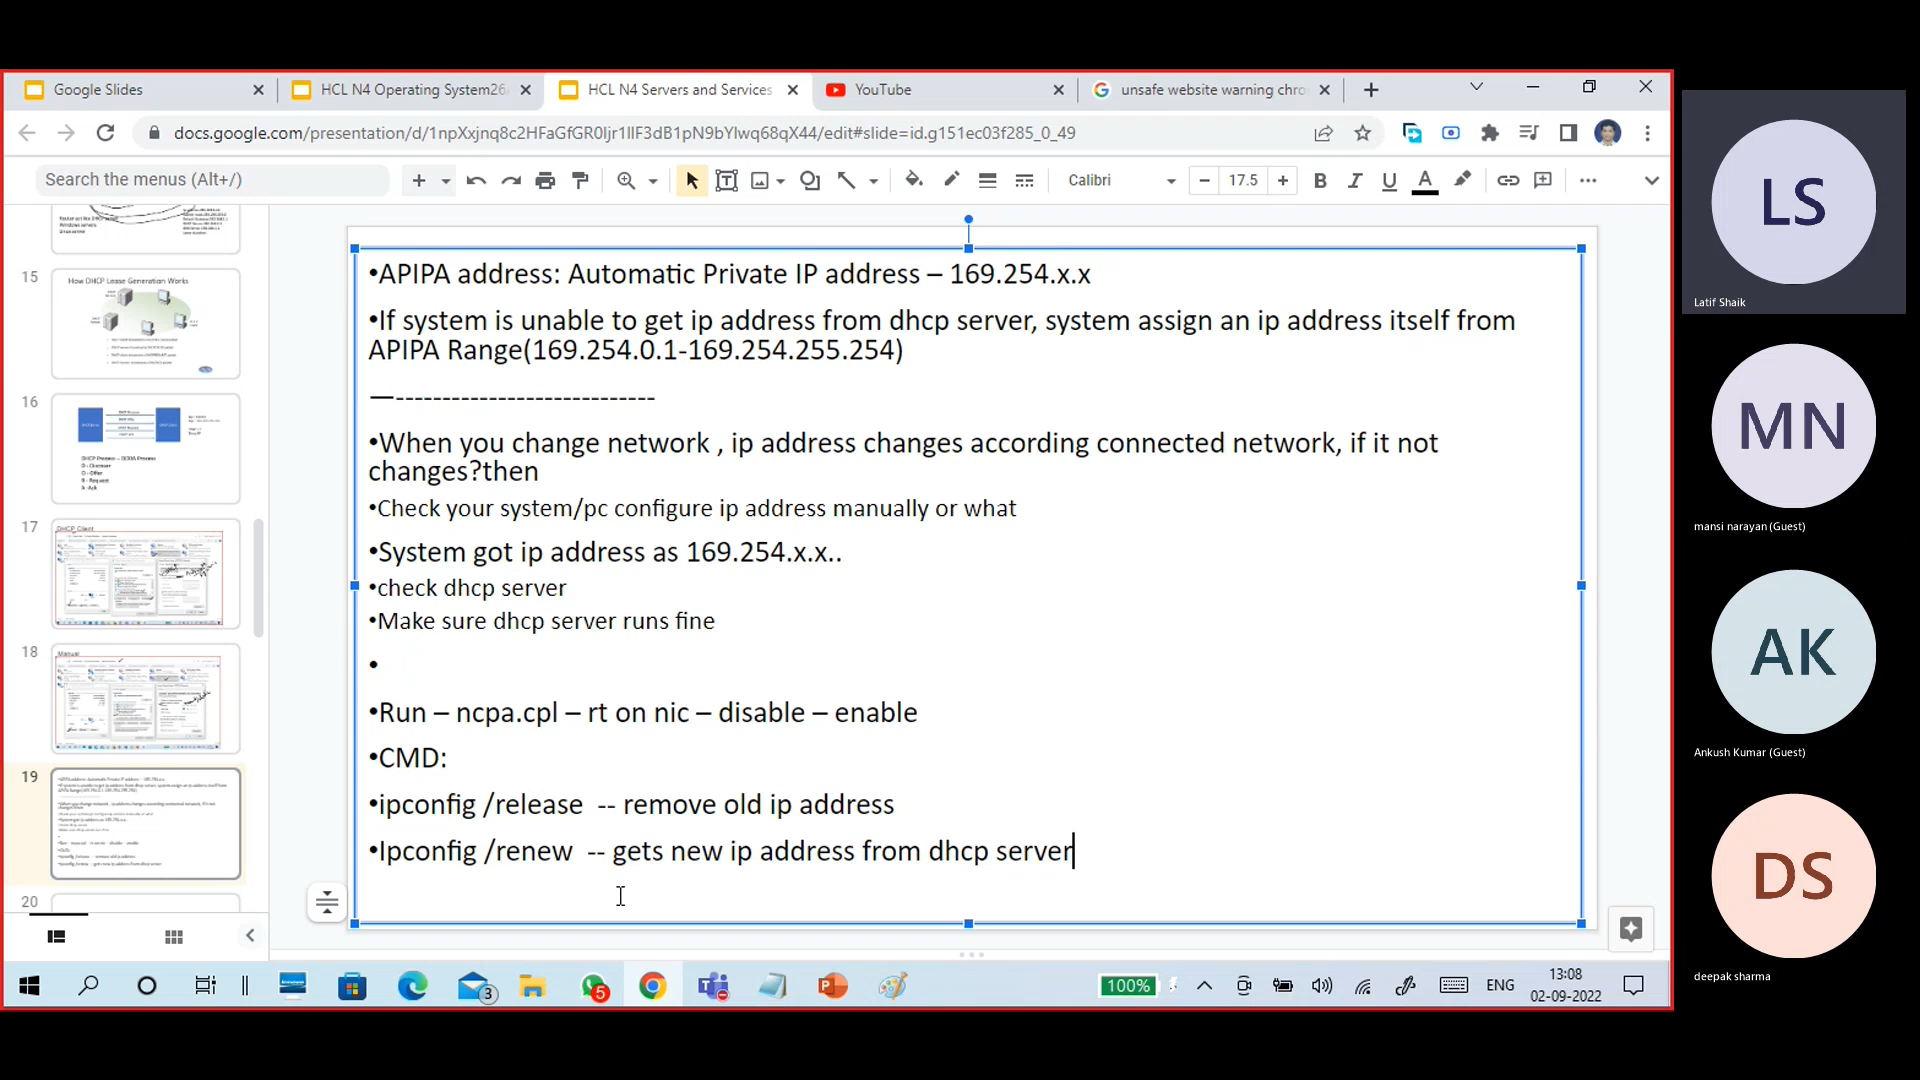 Google Slides
HCL N4 Operating System26
HCL N4 Servers and Services
YouTube
unsafe website warning chro
docs.google.com/presentation/d/1npXxjnq8c2HFaGfGR0ljr1lIF3dB1pN9bYlwq68qX44/edit#slide=id.g151ec03f285_0_49
Search the menus (Alt+/)
Calibri
17.5
B I U A
15
How DHCP Lease Generation Works
16
17
DHCP Client
18
Manual
19
20
•APIPA address: Automatic Private IP address – 169.254.x.x
•If system is unable to get ip address from dhcp server, system assign an ip address itself from
APIPA Range(169.254.0.1-169.254.255.254)
—----------------------------
•When you change network , ip address changes according connected network, if it not
changes?then
•Check your system/pc configure ip address manually or what
•System got ip address as 169.254.x.x..
•check dhcp server
•Make sure dhcp server runs fine
•
•Run – ncpa.cpl – rt on nic – disable – enable
•CMD:
•ipconfig /release  -- remove old ip address
•Ipconfig /renew  -- gets new ip address from dhcp server
3
5
100%
ENG
13:08
02-09-2022
LS
Latif Shaik
MN
mansi narayan (Guest)
AK
Ankush Kumar (Guest)
DS
deepak sharma